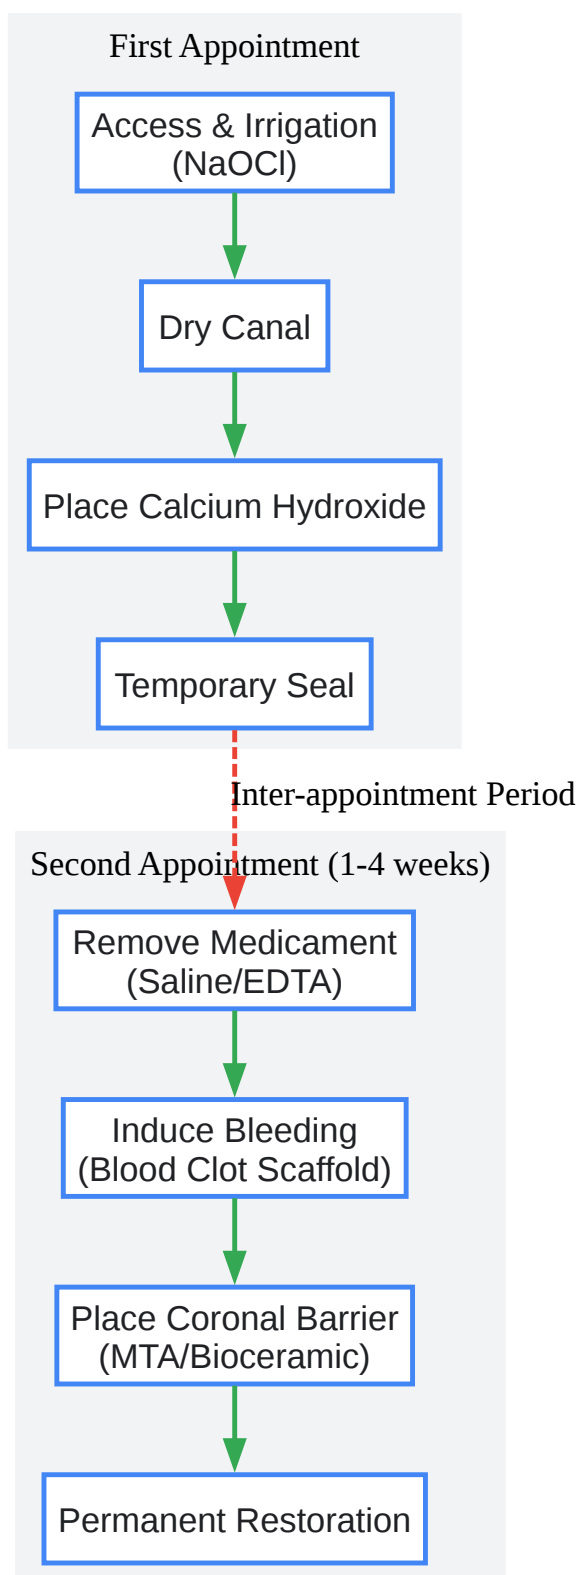 First Appointment
Access & Irrigation
(NaOCl)
Dry Canal
Place Calcium Hydroxide
Temporary Seal
Inter-appointment Period
Second Appointment (1-4 weeks)
Remove Medicament
(Saline/EDTA)
Induce Bleeding
(Blood Clot Scaffold)
Place Coronal Barrier
(MTA/Bioceramic)
Permanent Restoration